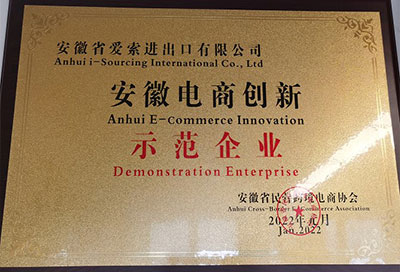 安徽省爱索进出口有限公司
Anhui i-Sourcing International Co., Ltd
安徽电商创新
Anhui E-commerce Innovation
示范企业
Demonstration Enterprise
安徽省民营跨境电商协会
Anhui Cross-Border E-Commerce Association
2022年元月
Jan.2022